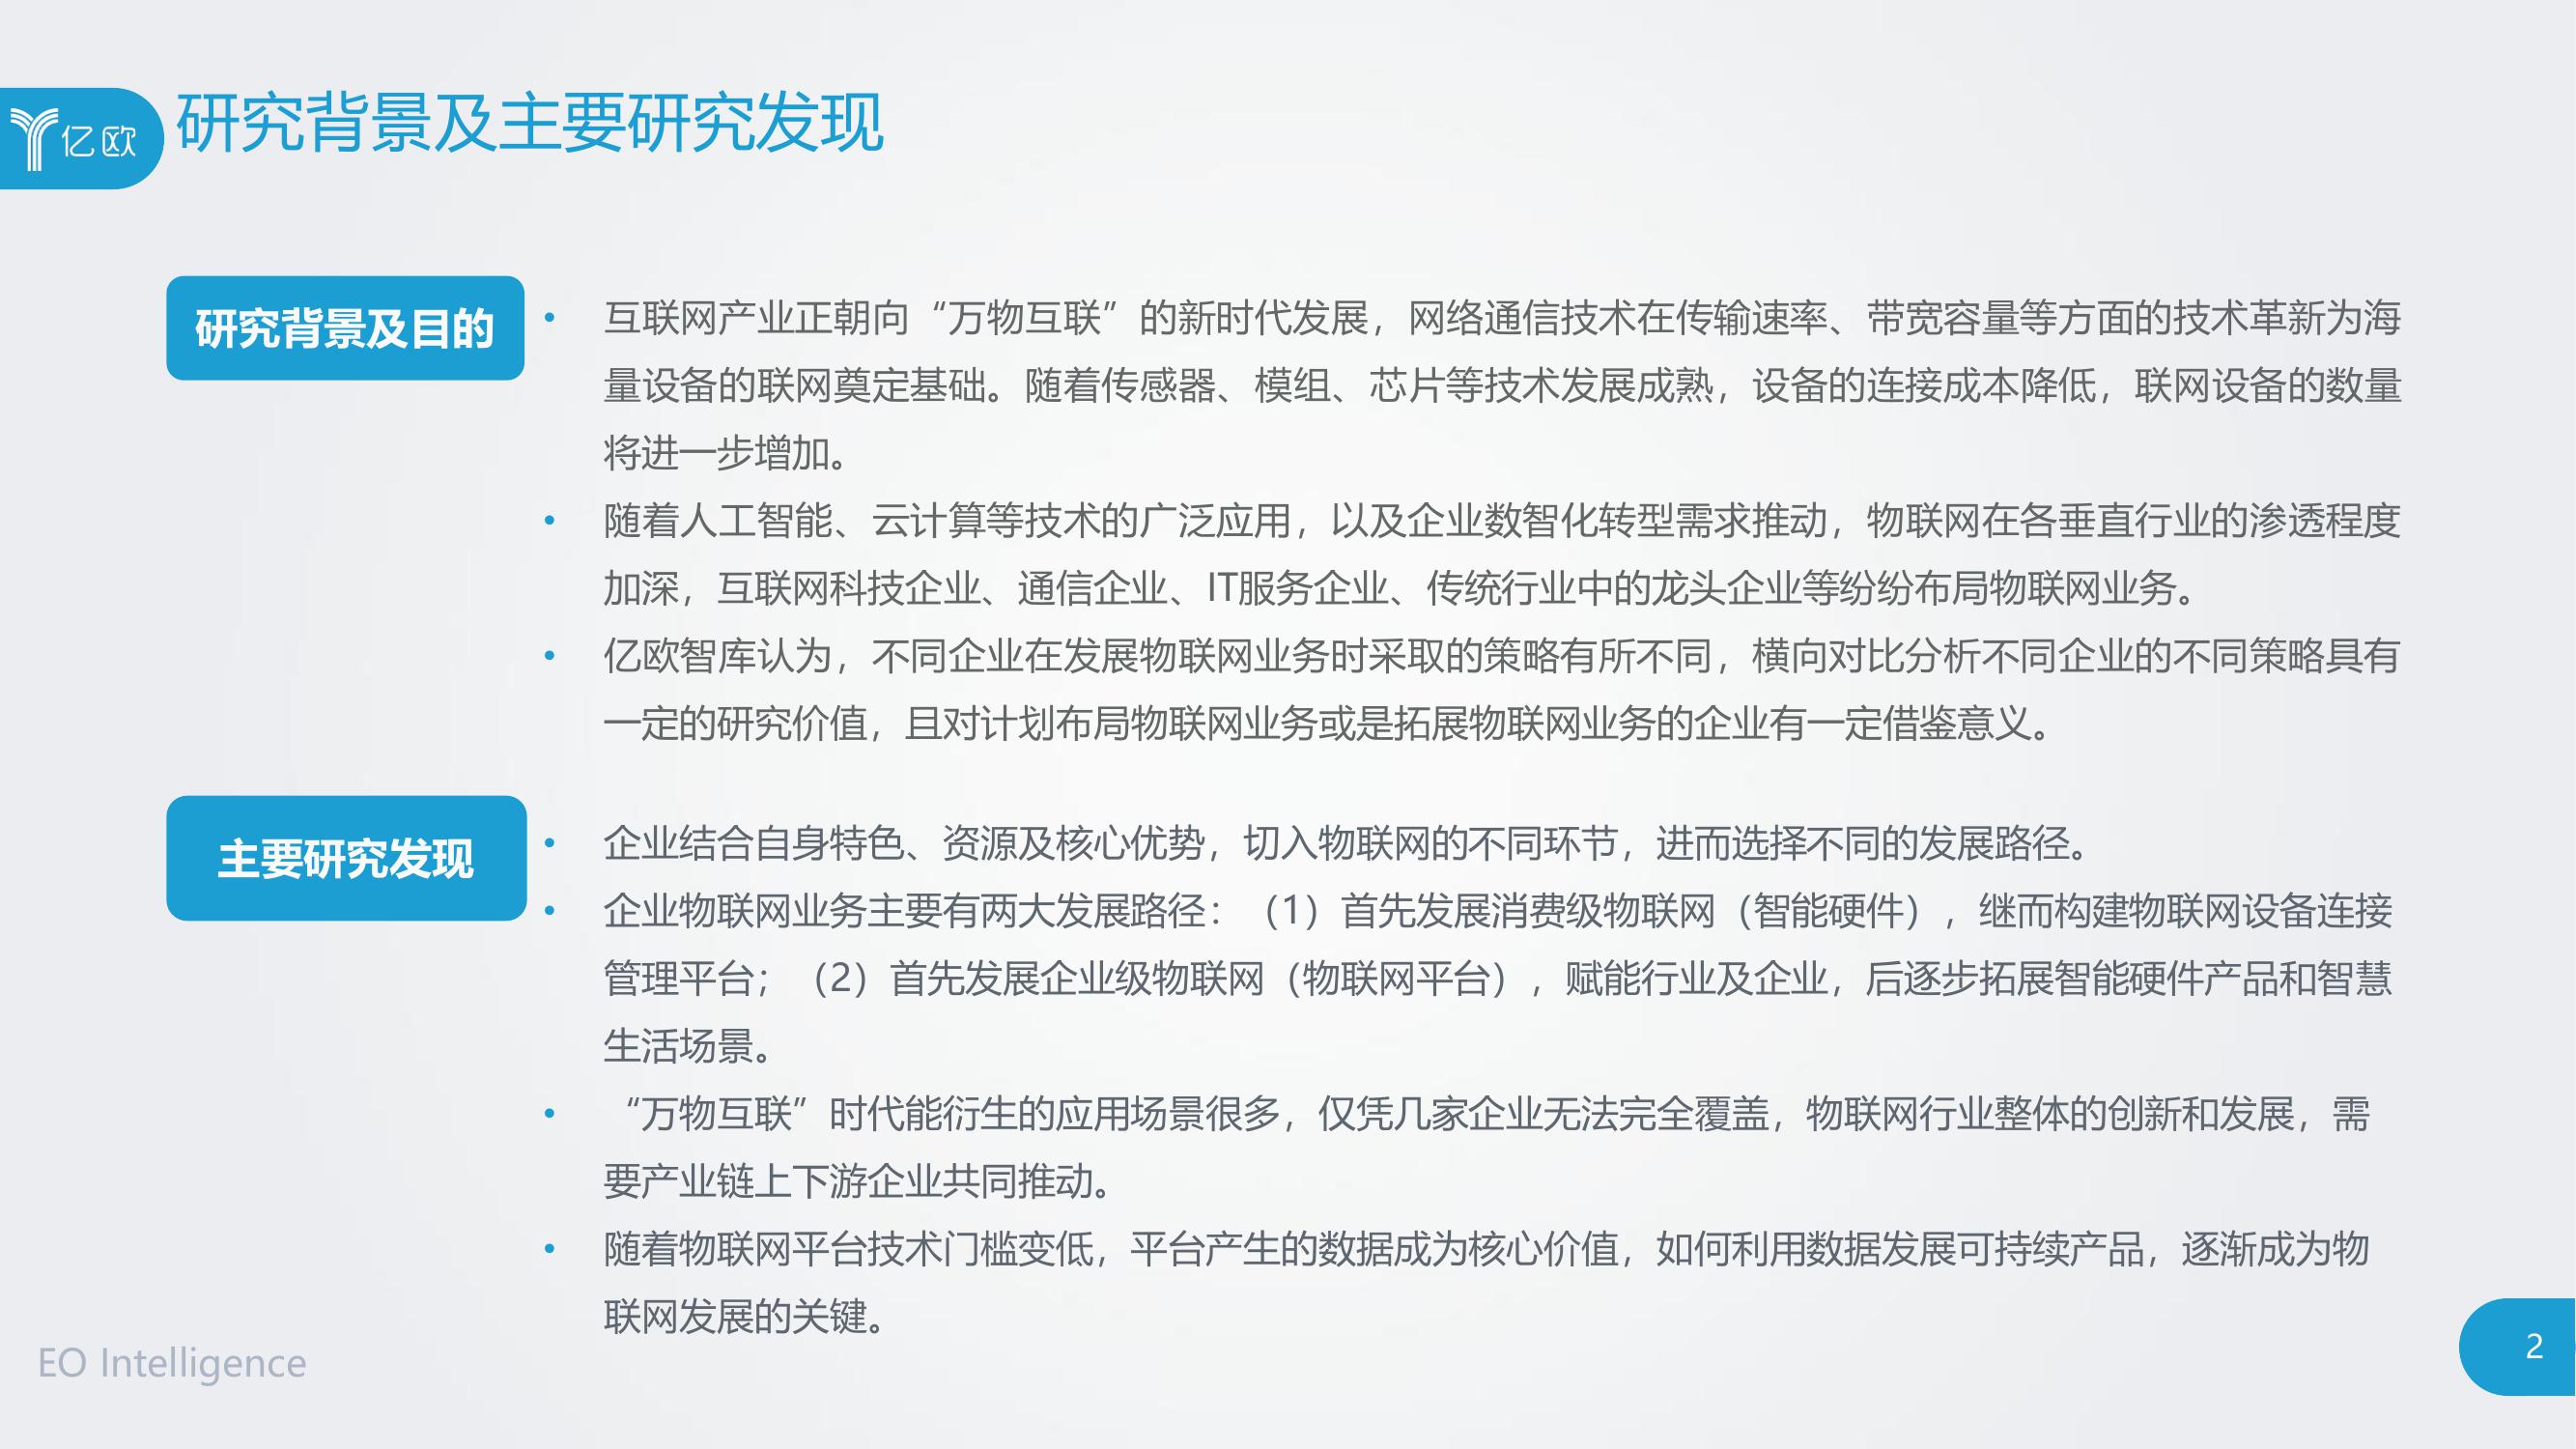 亿欧
研究背景及主要研究发现
研究背景及目的
• 互联网产业正朝向“万物互联”的新时代发展，网络通信技术在传输速率、带宽容量等方面的技术革新为海
量设备的联网奠定基础。随着传感器、模组、芯片等技术发展成熟，设备的连接成本降低，联网设备的数量
将进一步增加。
• 随着人工智能、云计算等技术的广泛应用，以及企业数智化转型需求推动，物联网在各垂直行业的渗透程度
加深，互联网科技企业、通信企业、IT服务企业、传统行业中的龙头企业等纷纷布局物联网业务。
• 亿欧智库认为，不同企业在发展物联网业务时采取的策略有所不同，横向对比分析不同企业的不同策略具有
一定的研究价值，且对计划布局物联网业务或是拓展物联网业务的企业有一定借鉴意义。
主要研究发现
• 企业结合自身特色、资源及核心优势，切入物联网的不同环节，进而选择不同的发展路径。
• 企业物联网业务主要有两大发展路径：（1）首先发展消费级物联网（智能硬件），继而构建物联网设备连接
管理平台；（2）首先发展企业级物联网（物联网平台），赋能行业及企业，后逐步拓展智能硬件产品和智慧
生活场景。
• “万物互联”时代能衍生的应用场景很多，仅凭几家企业无法完全覆盖，物联网行业整体的创新和发展，需
要产业链上下游企业共同推动。
• 随着物联网平台技术门槛变低，平台产生的数据成为核心价值，如何利用数据发展可持续产品，逐渐成为物
联网发展的关键。
EO Intelligence
2